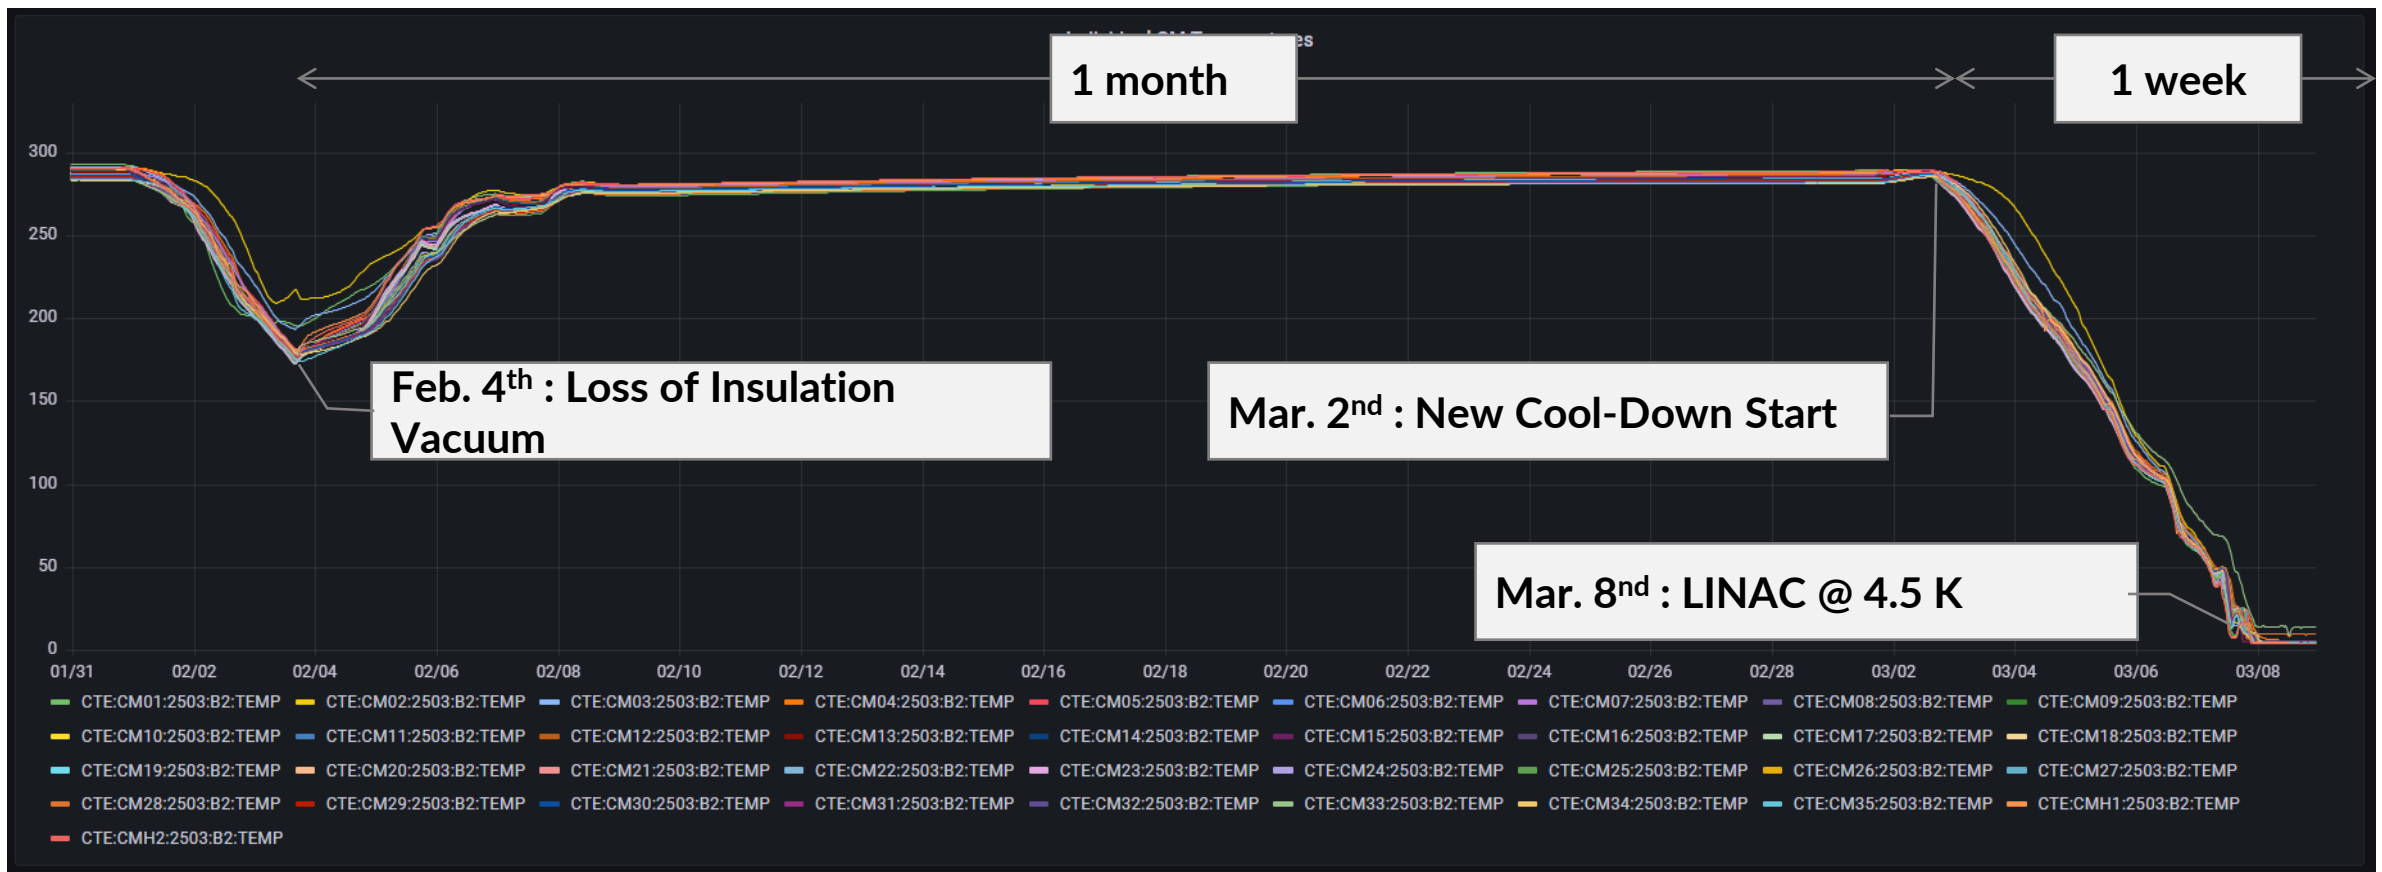 es
1 month
1 week
300
250
200
150
100
50
0
Feb. 4th : Loss of Insulation
Vacuum
Mar. 2nd : New Cool-Down Start
Mar. 8nd : LINAC @ 4.5 K
01/31 02/02 02/04 02/06 02/08 02/10 02/12 02/14 02/16 02/18 02/20 02/22 02/24 02/26 02/28 03/02 03/04 03/06 03/08
CTE:CM01:2503:B2:TEMP CTE:CM02:2503:B2:TEMP CTE:CM03:2503:B2:TEMP CTE:CM04:2503:B2:TEMP CTE:CM05:2503:B2:TEMP CTE:CM06:2503:B2:TEMP CTE:CM07:2503:B2:TEMP CTE:CM08:2503:B2:TEMP CTE:CM09:2503:B2:TEMP
CTE:CM10:2503:B2:TEMP CTE:CM11:2503:B2:TEMP CTE:CM12:2503:B2:TEMP CTE:CM13:2503:B2:TEMP CTE:CM14:2503:B2:TEMP CTE:CM15:2503:B2:TEMP CTE:CM16:2503:B2:TEMP CTE:CM17:2503:B2:TEMP CTE:CM18:2503:B2:TEMP
CTE:CM19:2503:B2:TEMP CTE:CM20:2503:B2:TEMP CTE:CM21:2503:B2:TEMP CTE:CM22:2503:B2:TEMP CTE:CM23:2503:B2:TEMP CTE:CM24:2503:B2:TEMP CTE:CM25:2503:B2:TEMP CTE:CM26:2503:B2:TEMP CTE:CM27:2503:B2:TEMP
CTE:CM28:2503:B2:TEMP CTE:CM29:2503:B2:TEMP CTE:CM30:2503:B2:TEMP CTE:CM31:2503:B2:TEMP CTE:CM32:2503:B2:TEMP CTE:CM33:2503:B2:TEMP CTE:CM34:2503:B2:TEMP CTE:CM35:2503:B2:TEMP CTE:CMH1:2503:B2:TEMP
CTE:CMH2:2503:B2:TEMP